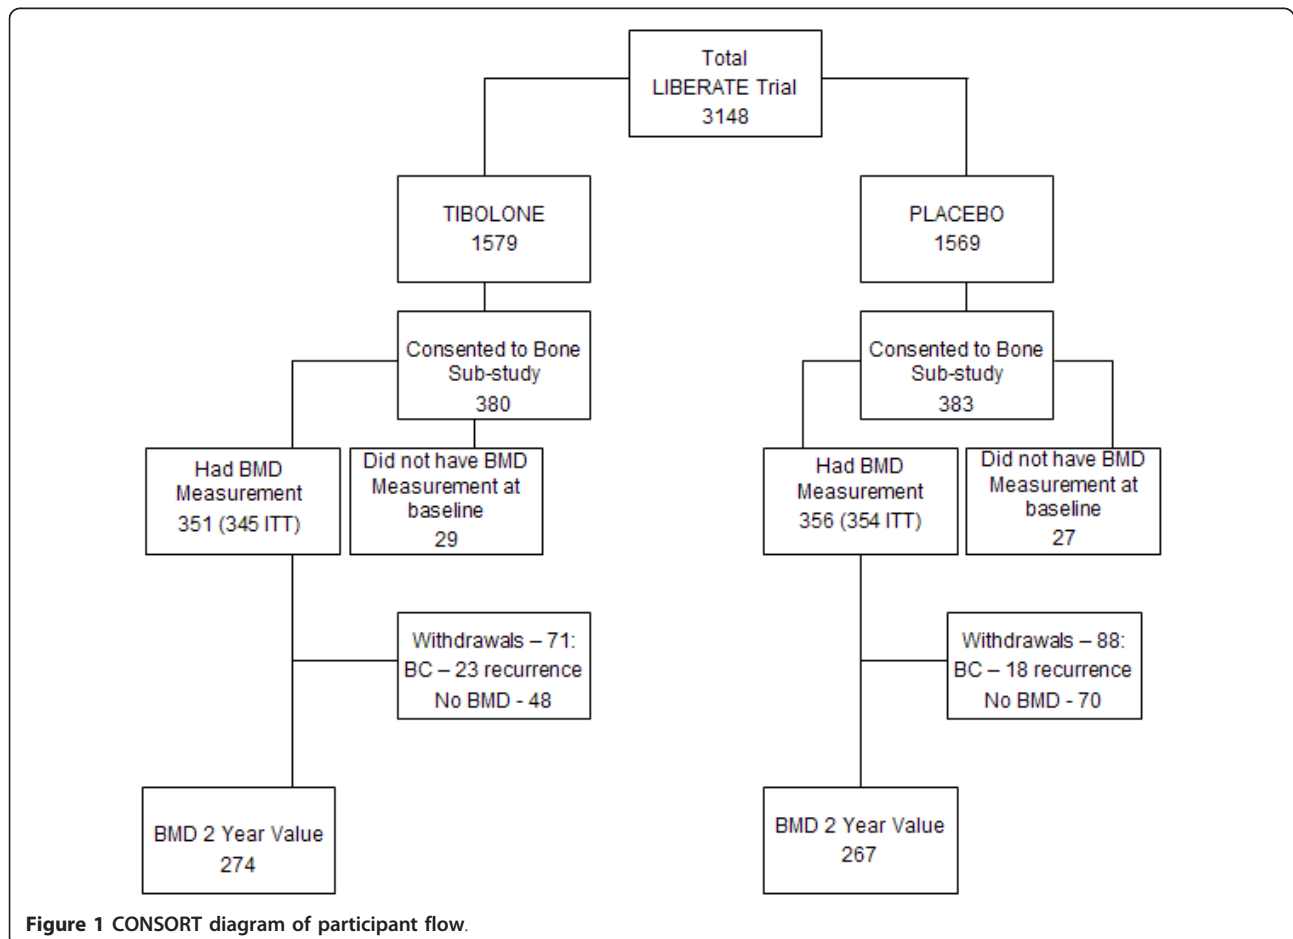 Total
LIBERATE Trial
3148
TIBOLONE
1579
PLACEBO
1569
Consented to Bone
Sub-study
380
Consented to Bone
Sub-study
383
Had BMD
Measurement
351 (345 ITT)
Did not have BMD
Measurement at
baseline
29
Had BMD
Measurement
356 (354 ITT)
Did not have BMD
Measurement at
baseline
27
Withdrawals – 71:
BC – 23 recurrence
No BMD - 48
Withdrawals – 88:
BC – 18 recurrence
No BMD - 70
BMD 2 Year Value
274
BMD 2 Year Value
267
Figure 1 CONSORT diagram of participant flow.